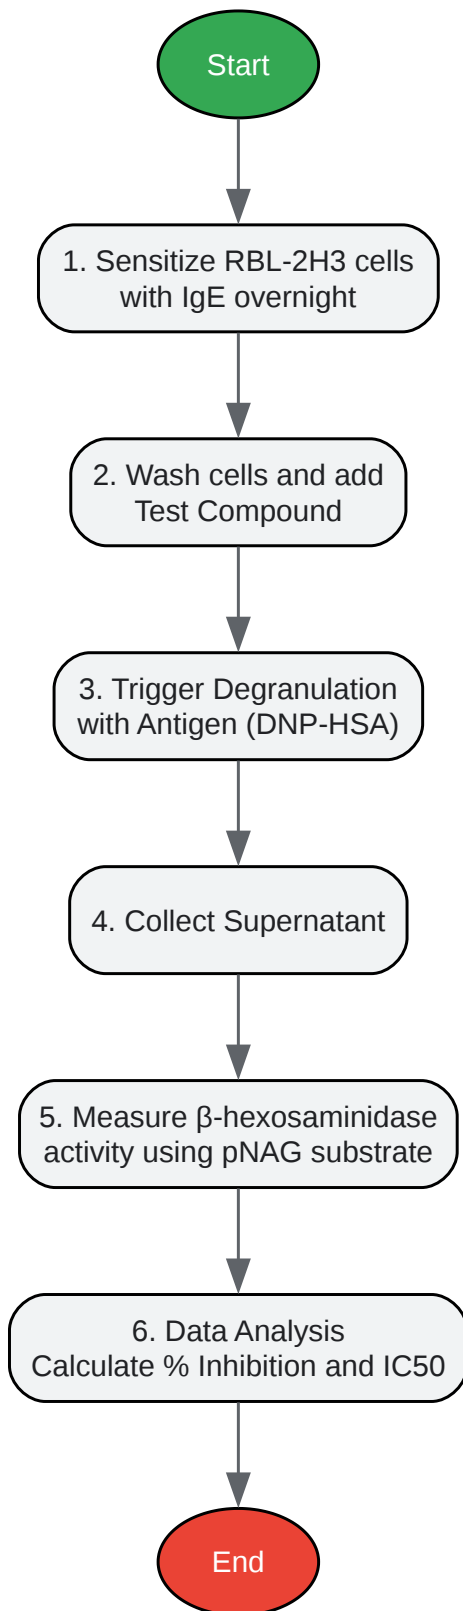 Start
1. Sensitize RBL-2H3 cells
with IgE overnight
2. Wash cells and add
Test Compound
3. Trigger Degranulation
with Antigen (DNP-HSA)
4. Collect Supernatant
5. Measure β-hexosaminidase
activity using pNAG substrate
6. Data Analysis
Calculate % Inhibition and IC50
End